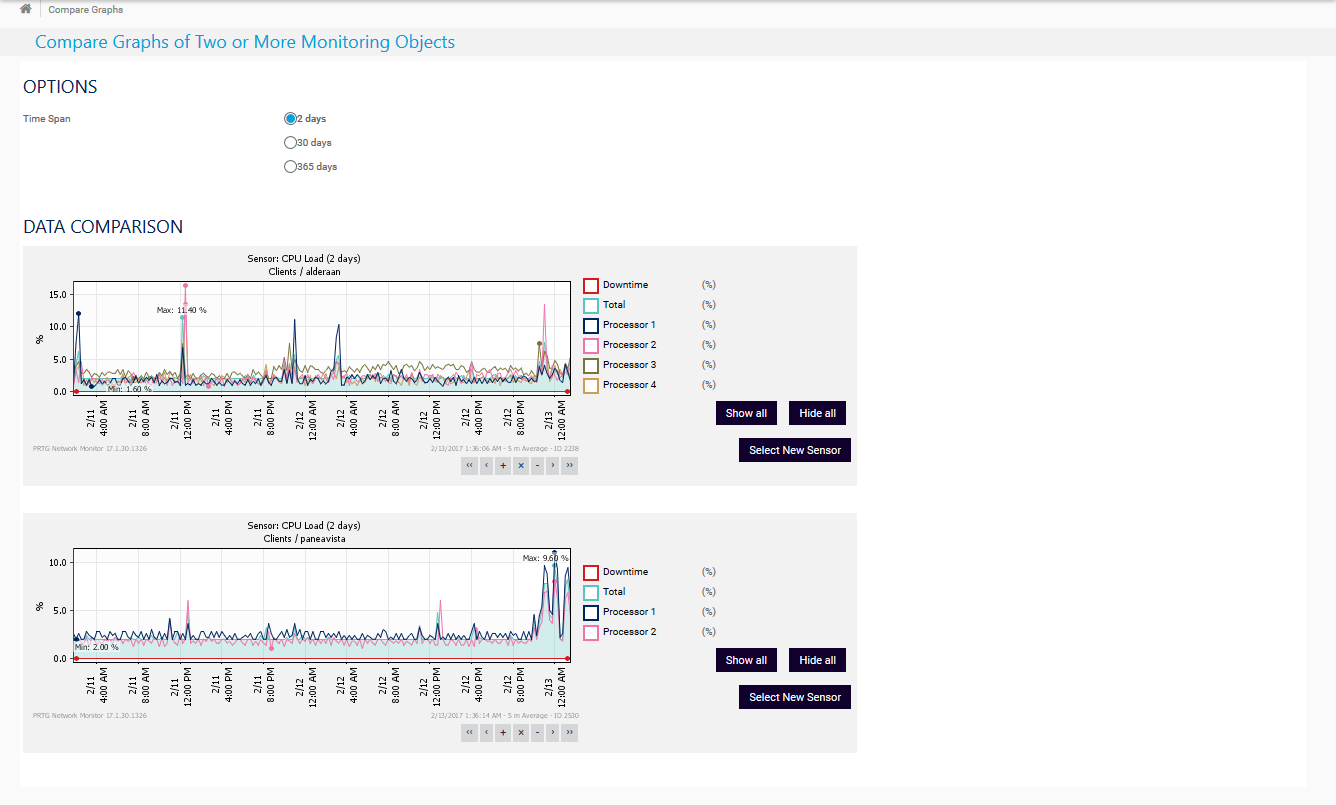 Compare Graphs
Compare Graphs of Two or More Monitoring Objects
OPTIONS
Time Span
2 days
30 days
365 days
DATA COMPARISON
Sensor: CPU Load (2 days)
Clients / alderaan
%
15.0
10.0
5.0
0.0
Max: 11.40 %
Min: 1.60 %
2/11 4:00 AM
2/11 8:00 AM
2/11 12:00 PM
2/11 4:00 PM
2/11 8:00 PM
2/12 12:00 AM
2/12 4:00 AM
2/12 8:00 AM
2/12 12:00 PM
2/12 4:00 PM
2/12 8:00 PM
2/13 12:00 AM
PRTG Network Monitor 17.1.30.1326
2/13/2017 1:36:06 AM - 5 m Average - ID 2238
‹‹ ‹ + × - › ››
Downtime (%)
Total (%)
Processor 1 (%)
Processor 2 (%)
Processor 3 (%)
Processor 4 (%)
Show all Hide all
Select New Sensor
Sensor: CPU Load (2 days)
Clients / paneavista
%
10.0
5.0
0.0
Max: 9.60 %
Min: 2.00 %
2/11 4:00 AM
2/11 8:00 AM
2/11 12:00 PM
2/11 4:00 PM
2/11 8:00 PM
2/12 12:00 AM
2/12 4:00 AM
2/12 8:00 AM
2/12 12:00 PM
2/12 4:00 PM
2/12 8:00 PM
2/13 12:00 AM
PRTG Network Monitor 17.1.30.1326
2/13/2017 1:36:14 AM - 5 m Average - ID 2530
‹‹ ‹ + × - › ››
Downtime (%)
Total (%)
Processor 1 (%)
Processor 2 (%)
Show all Hide all
Select New Sensor